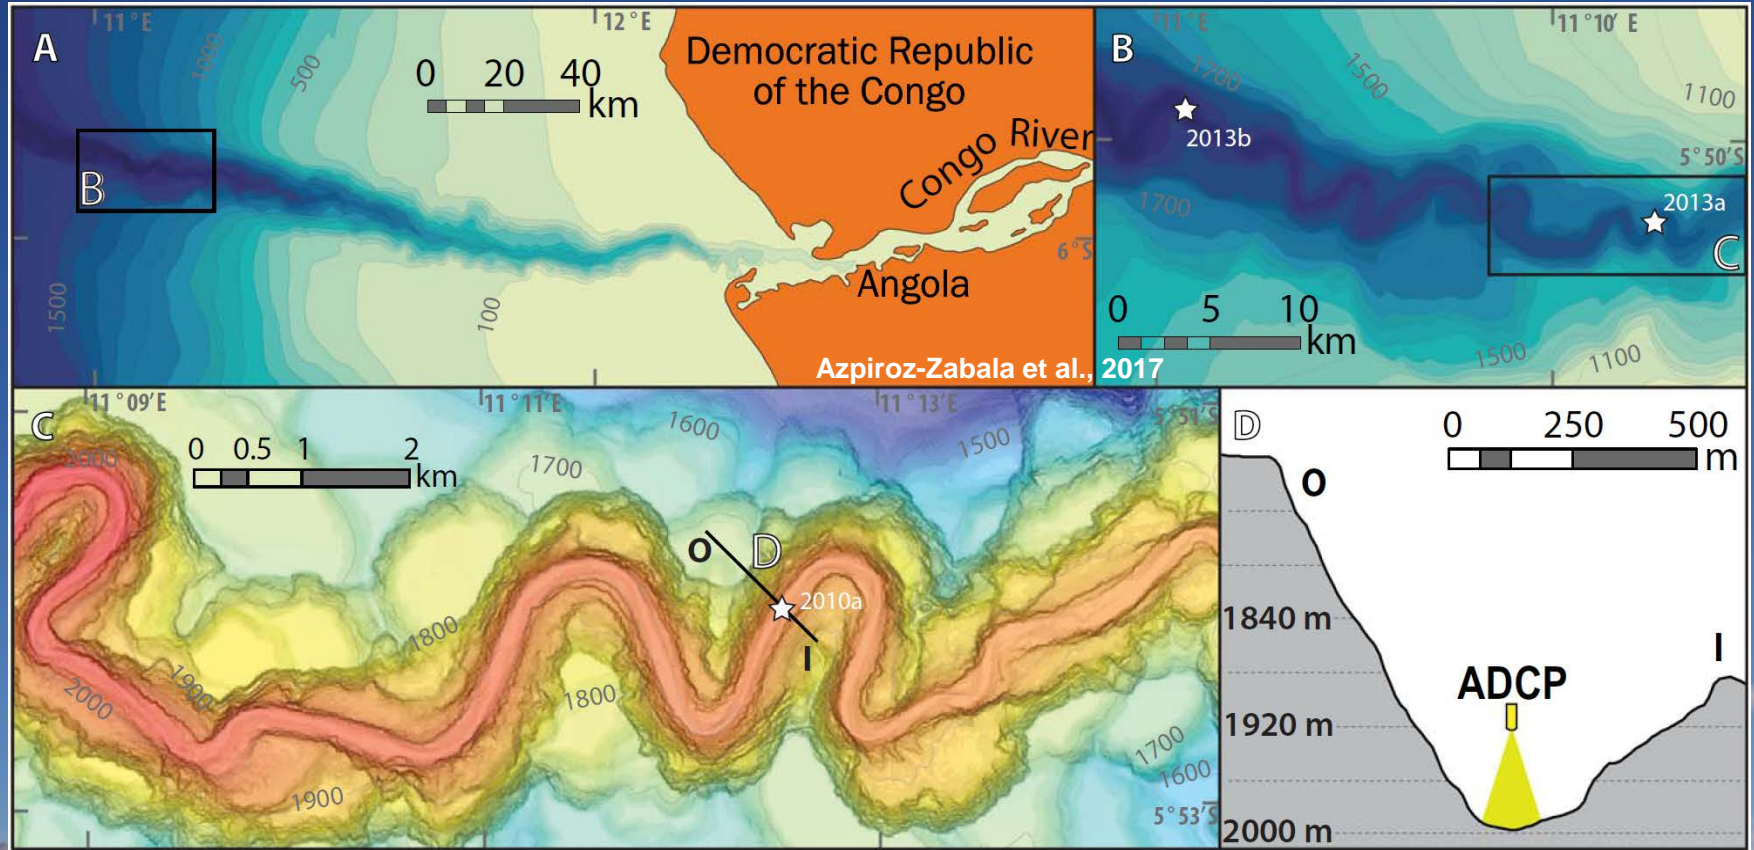 A
11°E
12°E
1000
500
0 20 40
km
Democratic Republic
of the Congo
Congo River
B
6°S
Angola
1500
100
B
11°E
11°10' E
1700
1500
1100
2013b
5°50'S
1700
2013a
C
0 5 10
km
1500
1100
Azpiroz-Zabala et al., 2017
C
11°09'E
11°11'E
11°13'E
5°51'S
0 0.5 1 2
km
2000
1600
1700
1500
O
D
2010a
I
1800
1900
2000
1800
1900
1700
1600
5°53'S
D
0 250 500
m
O
1840 m
I
ADCP
1920 m
2000 m